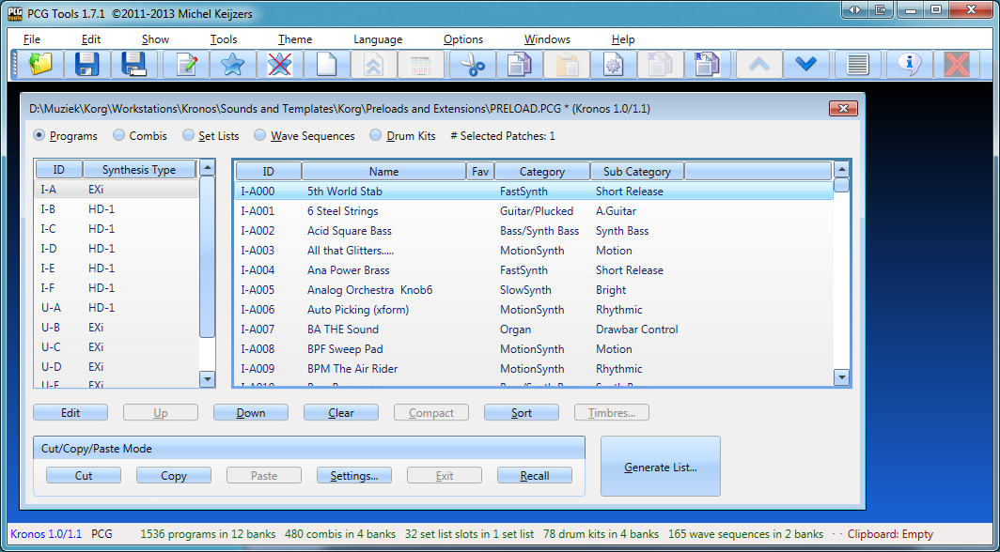 PCG Tools 1.7.1 ©2011-2013 Michel Keijzers
File Edit Show Tools Theme Language Options Windows Help
D:\Muziek\Korg\Workstations\Kronos\Sounds and Templates\Korg\Preloads and Extensions\PRELOAD.PCG * (Kronos 1.0/1.1)
Programs Combis Set Lists Wave Sequences Drum Kits # Selected Patches: 1
ID Synthesis Type
I-A EXi
I-B HD-1
I-C HD-1
I-D HD-1
I-E HD-1
I-F HD-1
U-A HD-1
U-B EXi
U-C EXi
U-D EXi
U-E EXi
ID Name Fav Category Sub Category
I-A000 5th World Stab FastSynth Short Release
I-A001 6 Steel Strings Guitar/Plucked A.Guitar
I-A002 Acid Square Bass Bass/Synth Bass Synth Bass
I-A003 All that Glitters..... MotionSynth Motion
I-A004 Ana Power Brass FastSynth Short Release
I-A005 Analog Orchestra Knob6 SlowSynth Bright
I-A006 Auto Picking (xform) MotionSynth Rhythmic
I-A007 BA THE Sound Organ Drawbar Control
I-A008 BPF Sweep Pad MotionSynth Motion
I-A009 BPM The Air Rider MotionSynth Rhythmic
I-A010 Bass/Synth Bass Synth Bass
Edit Up Down Clear Compact Sort Timbres...
Cut/Copy/Paste Mode
Cut Copy Paste Settings... Exit Recall
Generate List...
Kronos 1.0/1.1 PCG 1536 programs in 12 banks 480 combis in 4 banks 32 set list slots in 1 set list 78 drum kits in 4 banks 165 wave sequences in 2 banks - - Clipboard: Empty